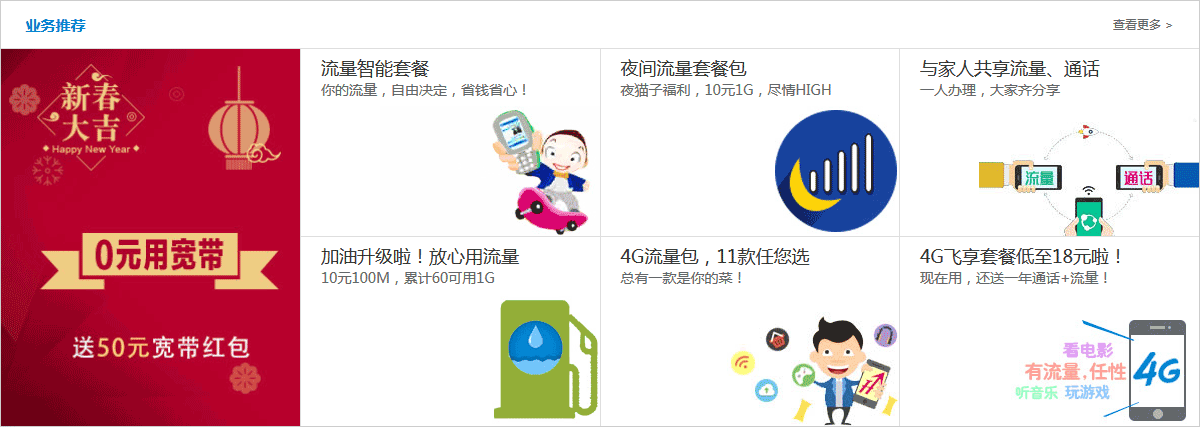 业务推荐
查看更多 >
新春
大吉
Happy New Year
0元用宽带
送50元宽带红包
流量智能套餐
你的流量，自由决定，省钱省心！
夜间流量套餐包
夜猫子福利，10元1G，尽情HIGH
与家人共享流量、通话
一人办理，大家齐分享
流量
通话
加油升级啦！放心用流量
10元100M，累计60可用1G
4G流量包，11款任您选
总有一款是你的菜！
4G飞享套餐低至18元啦！
现在用，还送一年通话+流量！
看电影
有流量.任性
听音乐 玩游戏
4G